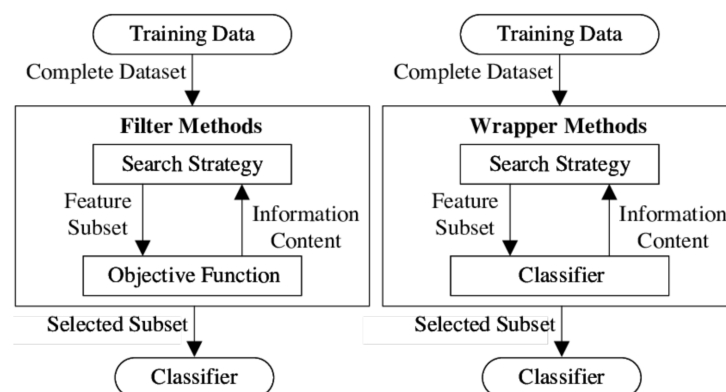 Training Data
Complete Dataset
Filter Methods
Search Strategy
Feature
Subset
Information
Content
Objective Function
Selected Subset
Classifier
Training Data
Complete Dataset
Wrapper Methods
Search Strategy
Feature
Subset
Information
Content
Classifier
Selected Subset
Classifier